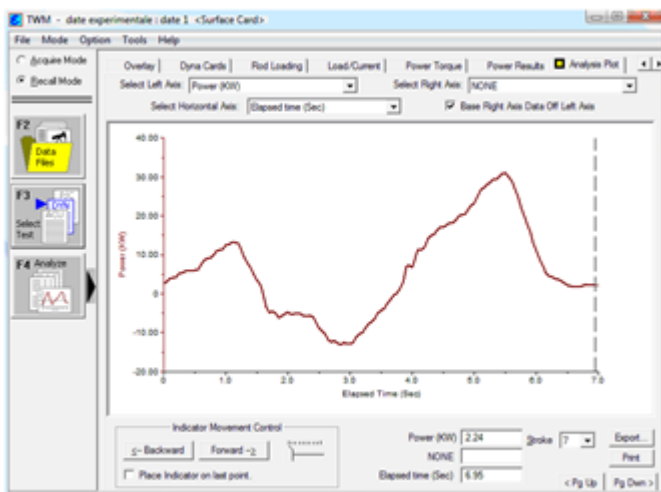 TWM - date experimentale : date 1 <Surface Card>
File Mode Option Tools Help
Acquire Mode
Recall Mode
Overlay Dyna Cards Rod Loading Load/Current Power Torque Power Results Analysis Plot
Select Left Axis: Power (KW) Select Right Axis: NONE
Select Horizontal Axis: Elapsed time (Sec) Base Right Axis Data Off Left Axis
F2
Data Files
F3
Select Test
F4 Analyze
Power (KW)
40.00
30.00
20.00
10.00
0
-10.00
-20.00
0 1.0 2.0 3.0 4.0 5.0 6.0 7.0
Elapsed Time (Sec)
Indicator Movement Control
<- Backward Forward ->
Place Indicator on last point.
Power (KW) 2.24 Stroke 7 Export...
NONE Print
Elapsed time (Sec) 6.95
< Pg Up Pg Dwn >